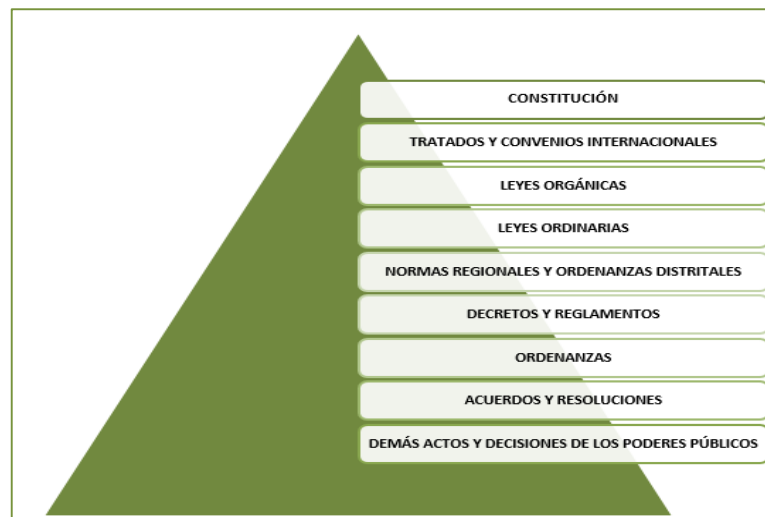 CONSTITUCIÓN
TRATADOS Y CONVENIOS INTERNACIONALES
LEYES ORGÁNICAS
LEYES ORDINARIAS
NORMAS REGIONALES Y ORDENANZAS DISTRITALES
DECRETOS Y REGLAMENTOS
ORDENANZAS
ACUERDOS Y RESOLUCIONES
DEMÁS ACTOS Y DECISIONES DE LOS PODERES PÚBLICOS